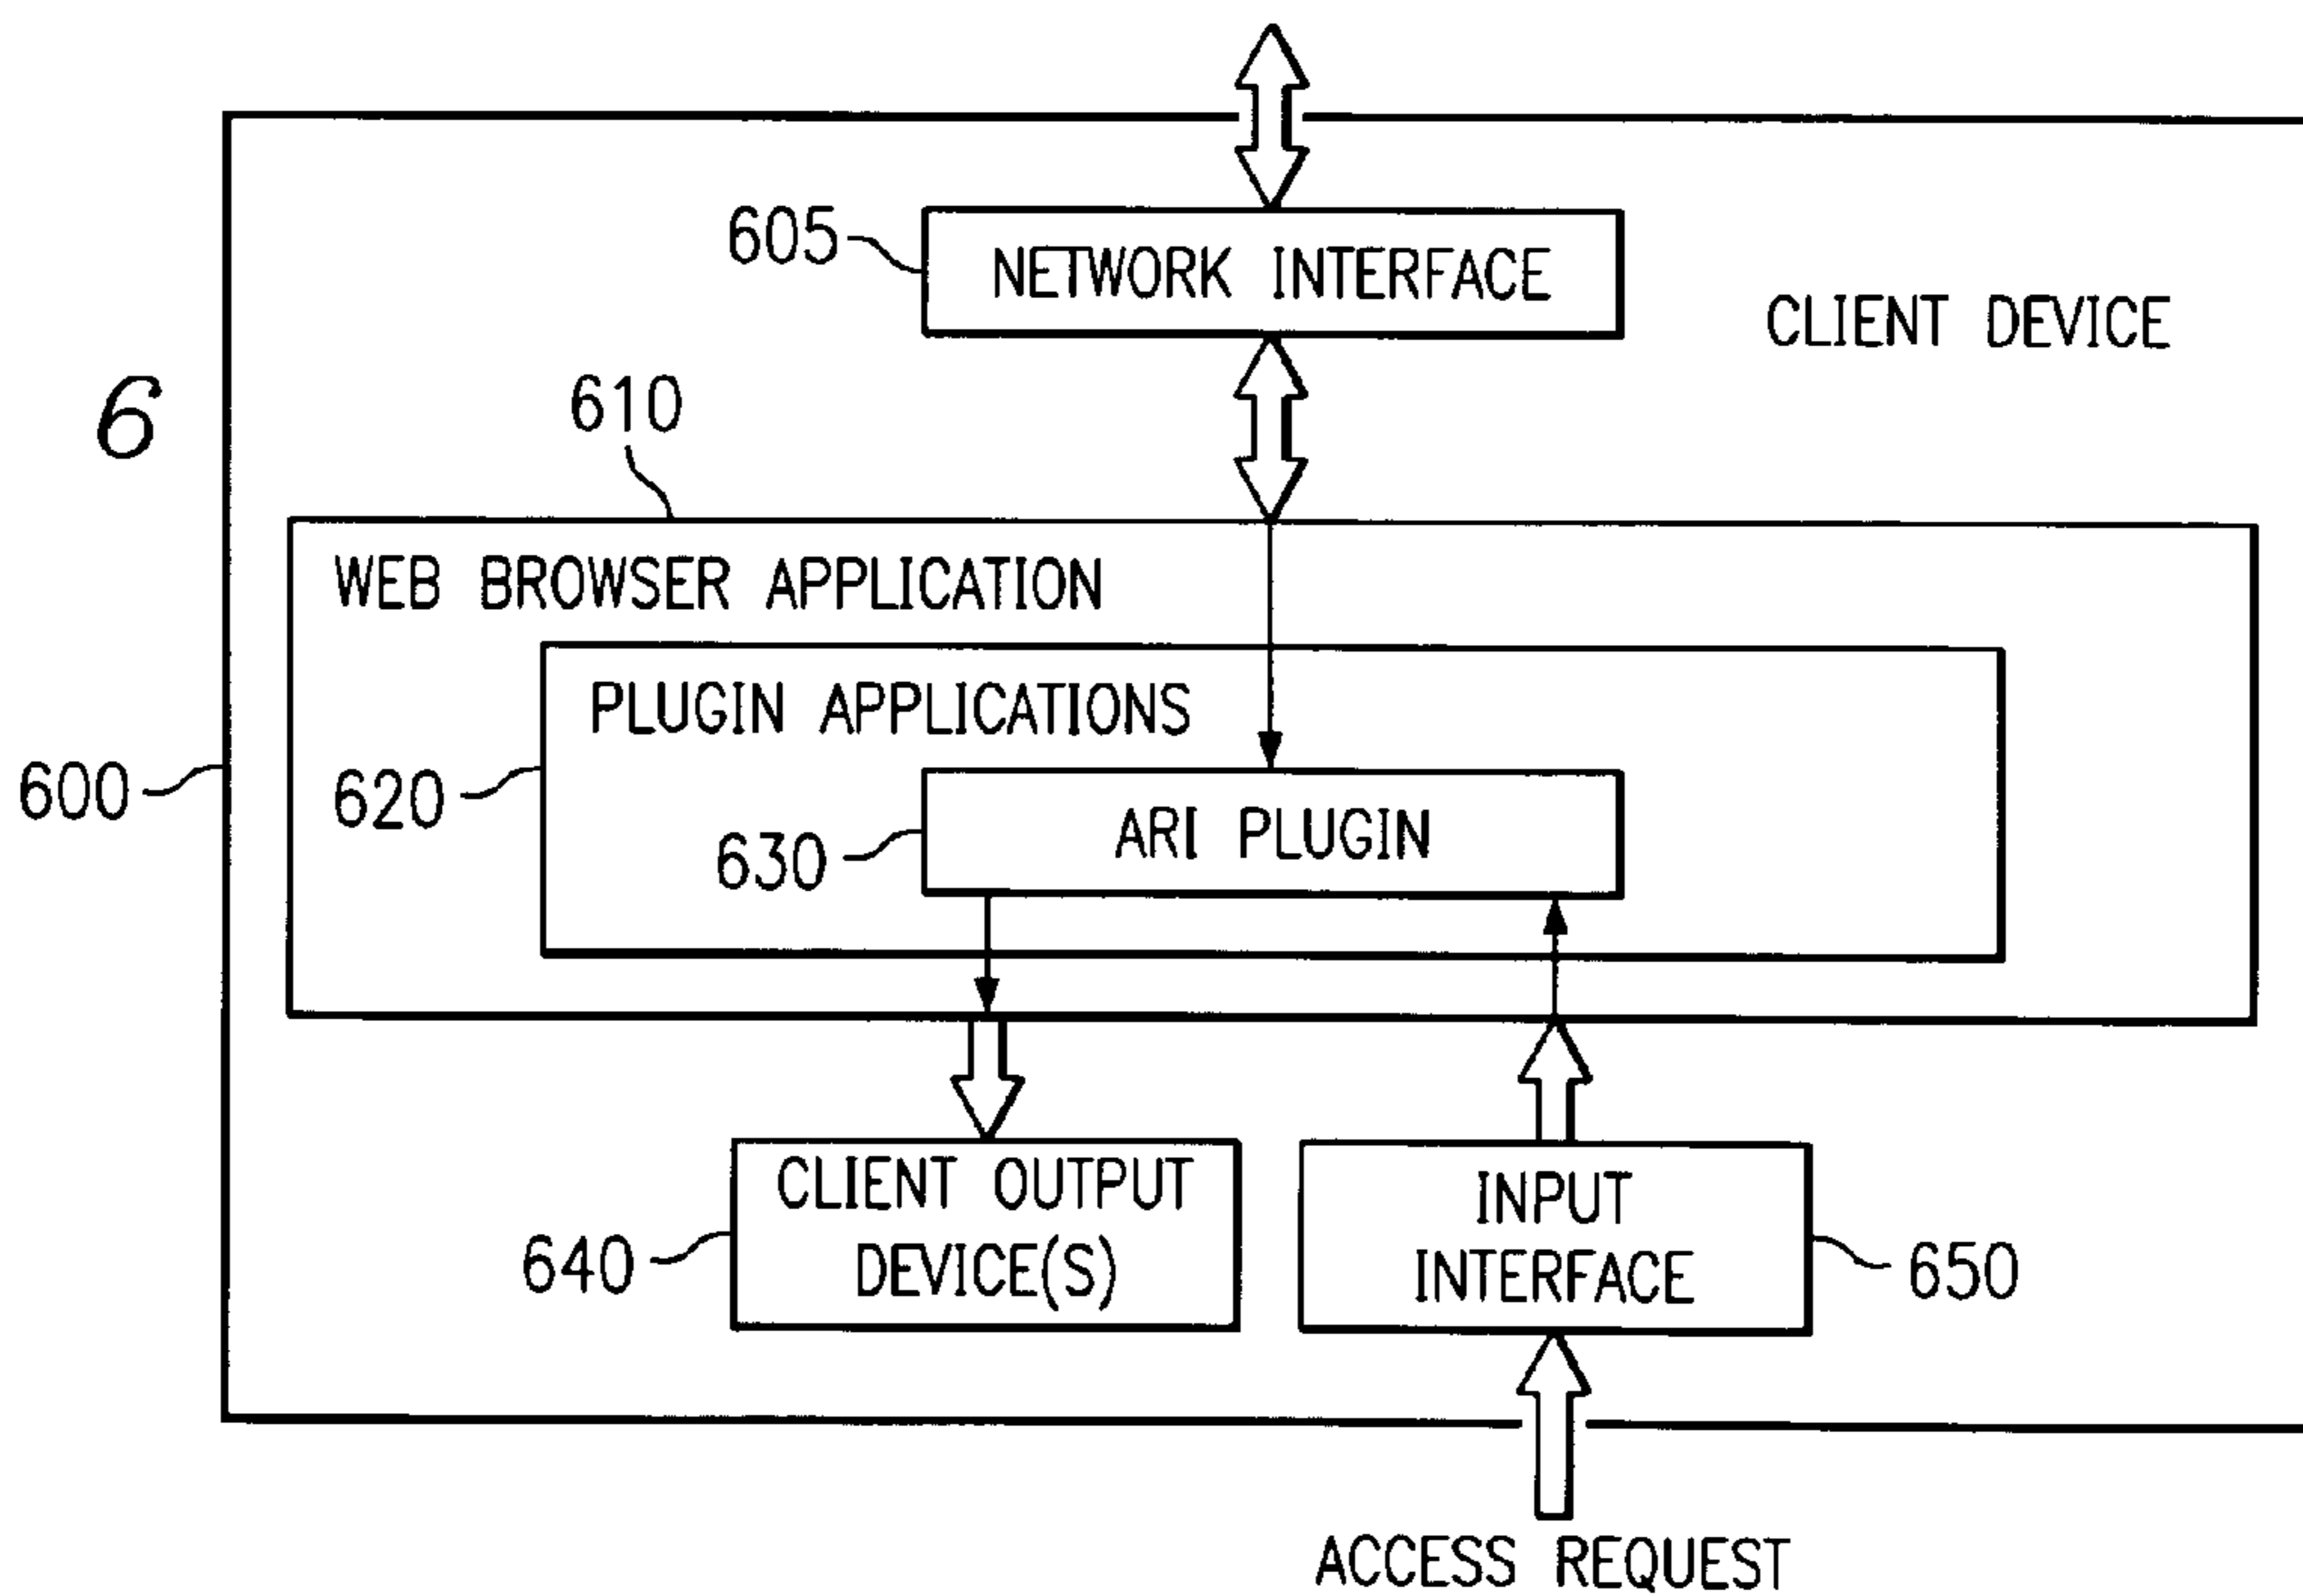 605
NETWORK INTERFACE
CLIENT DEVICE
6
610
WEB BROWSER APPLICATION
PLUGIN APPLICATIONS
600
620
ARI PLUGIN
630
CLIENT OUTPUT
DEVICE(S)
640
INPUT
INTERFACE
650
ACCESS REQUEST